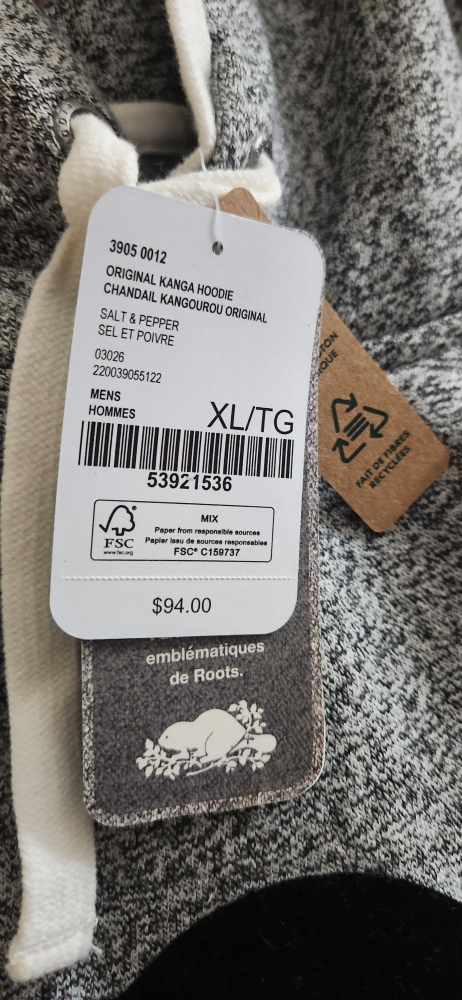 3905 0012
ORIGINAL KANGA HOODIE
CHANDAIL KANGOUROU ORIGINAL
SALT & PEPPER
SEL ET POIVRE
03026
220039055122
MENS
HOMMES
XL/TG
53921536
FSC
www.fsc.org
MIX
Paper from responsible sources
Papier issu de sources responsables
FSC® C159737
$94.00
emblématiques
de Roots.
FAIT DE FIBRES
RECYCLÉES